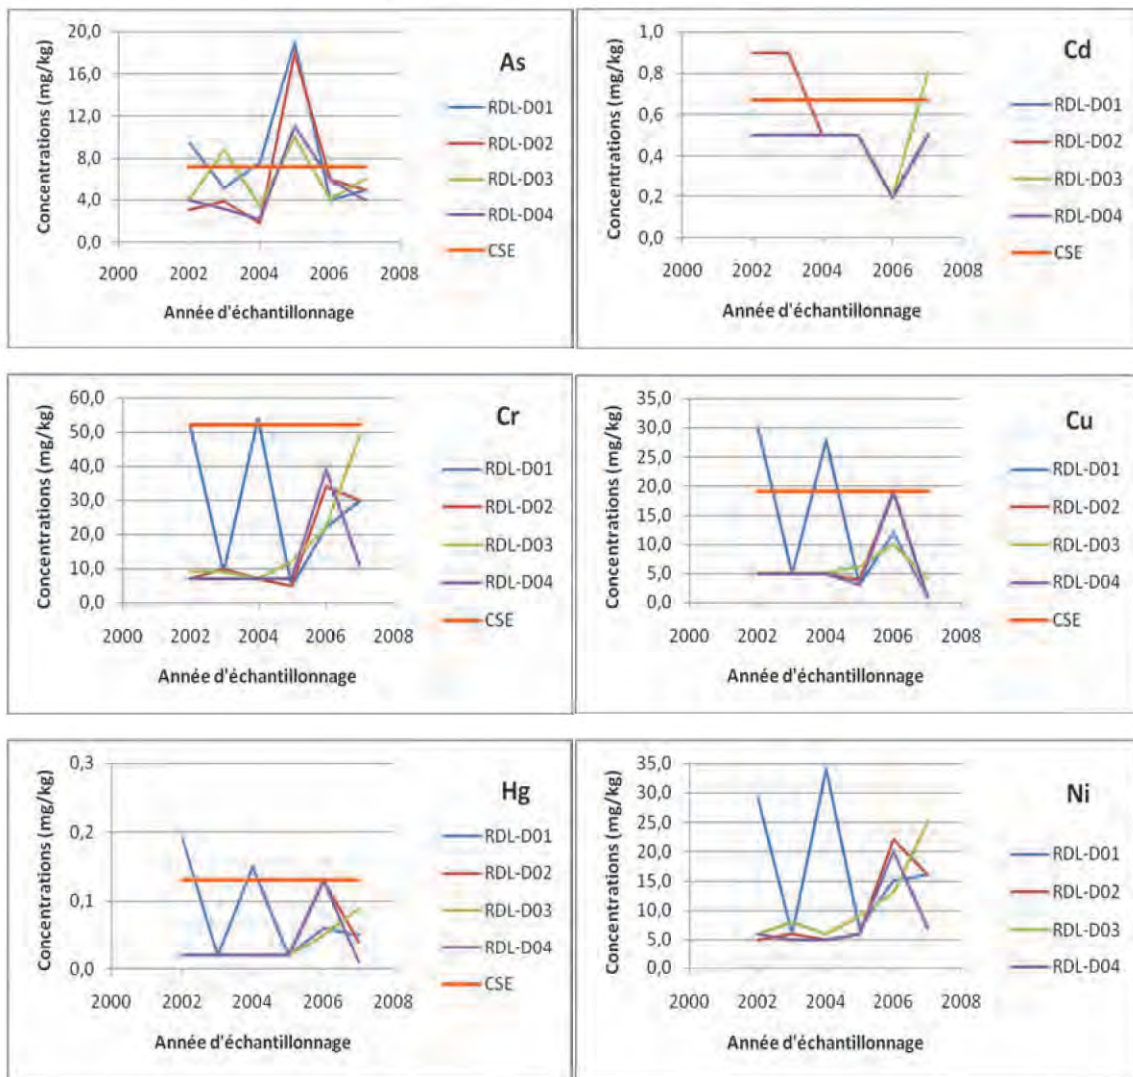 As
Concentrations (mg/kg)
20,0
16,0
12,0
8,0
4,0
0,0
2000 2002 2004 2006 2008
Année d'échantillonnage
RDL-D01
RDL-D02
RDL-D03
RDL-D04
CSE
Cd
Concentrations (mg/kg)
1,0
0,8
0,6
0,4
0,2
0,0
2000 2002 2004 2006 2008
Année d'échantillonnage
RDL-D01
RDL-D02
RDL-D03
RDL-D04
CSE
Cr
Concentrations (mg/kg)
60,0
50,0
40,0
30,0
20,0
10,0
0,0
2000 2002 2004 2006 2008
Année d'échantillonnage
RDL-D01
RDL-D02
RDL-D03
RDL-D04
CSE
Cu
Concentrations (mg/kg)
35,0
30,0
25,0
20,0
15,0
10,0
5,0
0,0
2000 2002 2004 2006 2008
Année d'échantillonnage
RDL-D01
RDL-D02
RDL-D03
RDL-D04
CSE
Hg
Concentrations (mg/kg)
0,3
0,2
0,1
0,0
2000 2002 2004 2006 2008
Année d'échantillonnage
RDL-D01
RDL-D02
RDL-D03
RDL-D04
CSE
Ni
Concentrations (mg/kg)
35,0
30,0
25,0
20,0
15,0
10,0
5,0
0,0
2000 2002 2004 2006 2008
Année d'échantillonnage
RDL-D01
RDL-D02
RDL-D03
RDL-D04